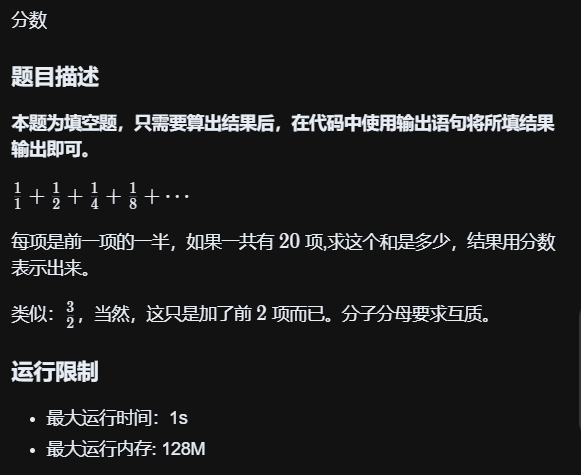 分数
题目描述
本题为填空题，只需要算出结果后，在代码中使用输出语句将所填结果
输出即可。
1/1 + 1/2 + 1/4 + 1/8 + ⋯
每项是前一项的一半，如果一共有 20 项,求这个和是多少，结果用分数
表示出来。
类似：3/2，当然，这只是加了前 2 项而已。分子分母要求互质。
运行限制
• 最大运行时间：1s
• 最大运行内存: 128M